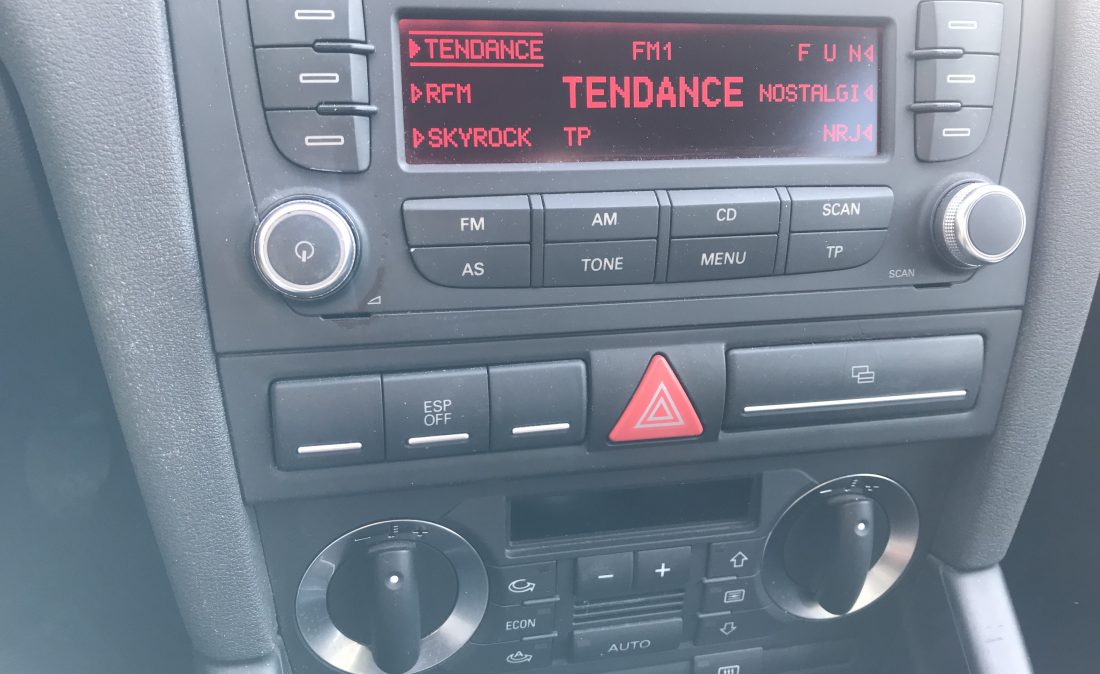 TENDANCE FM1 F U N
RFM TENDANCE NOSTALGI
SKYROCK TP NRJ
FM AM CD SCAN
AS TONE MENU TP
SCAN
ESP
OFF
− +
ECON
AUTO
A